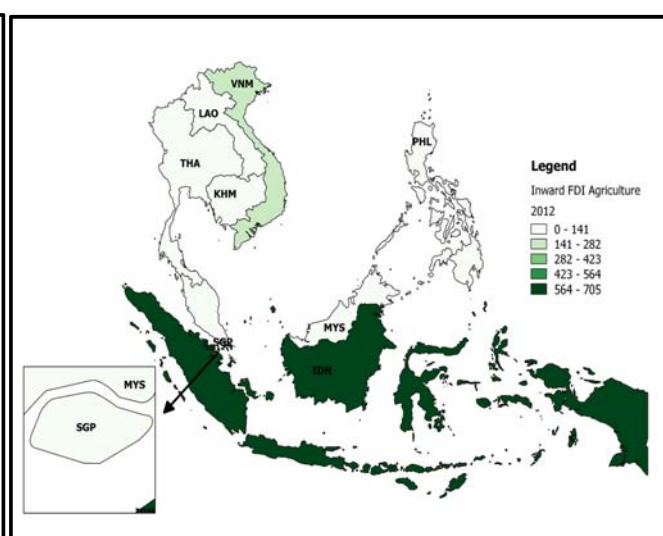 VNM
LAO
THA
KHM
PHL
Legend
Inward FDI Agriculture
2012
0 - 141
141 - 282
282 - 423
423 - 564
564 - 705
MYS
SGP
IDN
MYS
SGP